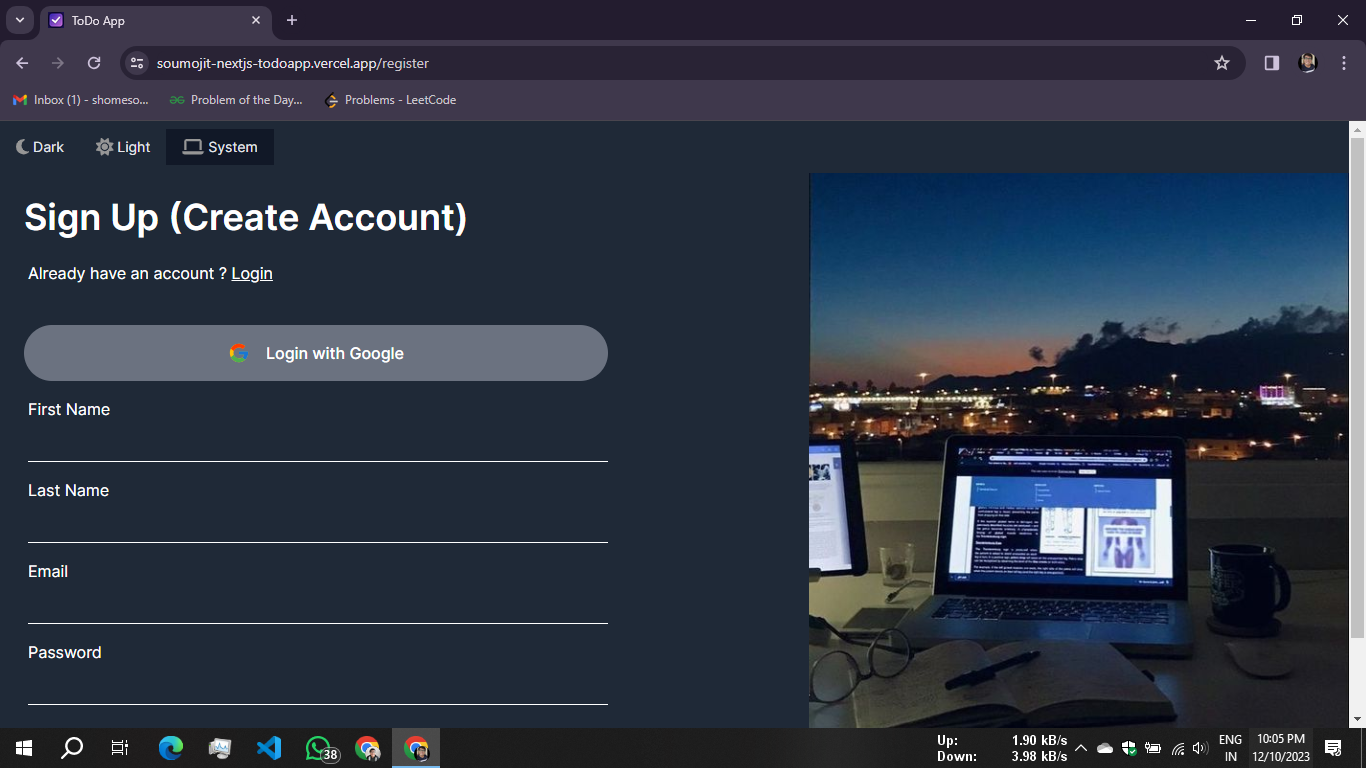 ToDo App
soumojit-nextjs-todoapp.vercel.app/register
Inbox (1) - shomeso... Problem of the Day... Problems - LeetCode
Dark Light System
Sign Up (Create Account)
Already have an account ? Login
Login with Google
First Name
Last Name
Email
Password
38
Up: 1.90 kB/s
Down: 3.98 kB/s
ENG
IN
10:05 PM
12/10/2023